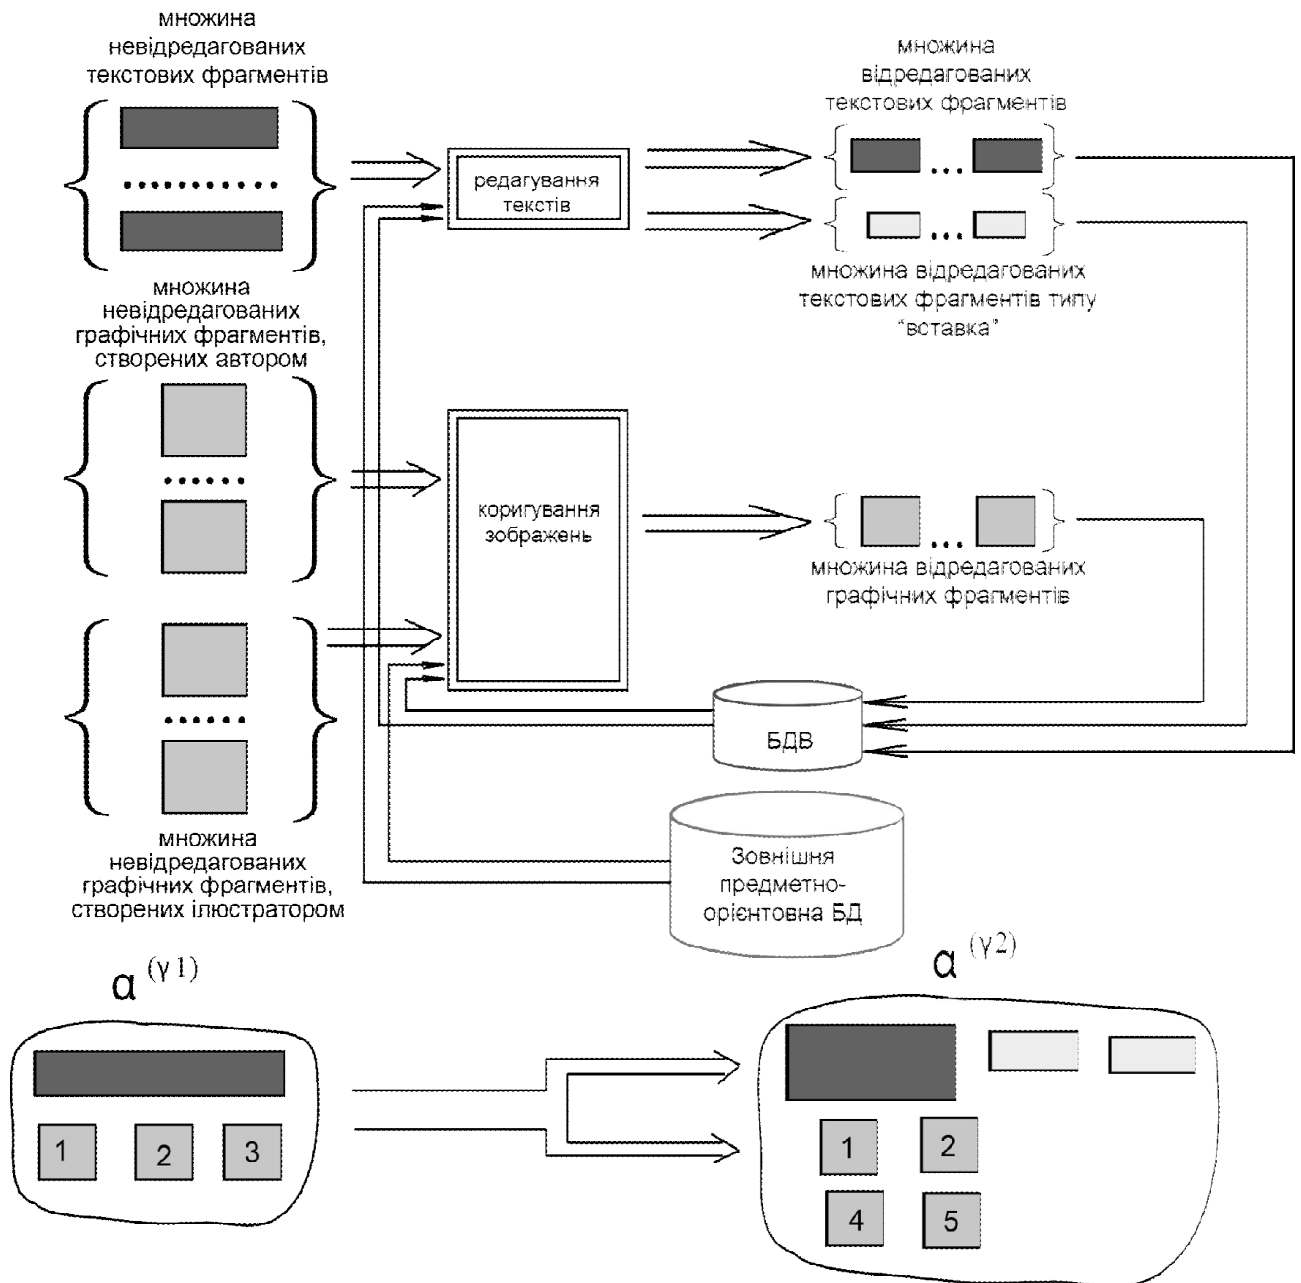 множина
невідредагованих
текстових фрагментів
множина
відредагованих
текстових фрагментів
редагування
текстів
множина відредагованих
текстових фрагментів типу
“вставка”
множина
невідредагованих
графічних фрагментів,
створених автором
коригування
зображень
множина відредагованих
графічних фрагментів
БДВ
множина
невідредагованих
графічних фрагментів,
створених ілюстратором
Зовнішня
предметно-
орієнтовна БД
α (γ1)
α (γ2)
1 2 3
1 2
4 5